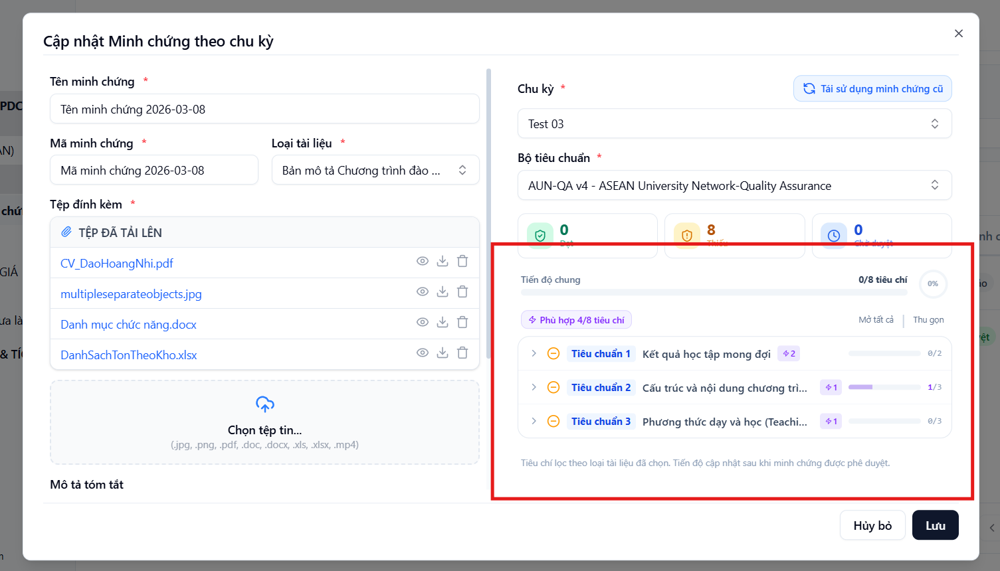 Cập nhật Minh chứng theo chu kỳ
Tên minh chứng *
Tên minh chứng 2026-03-08
Mã minh chứng *
Loại tài liệu *
Mã minh chứng 2026-03-08
Bản mô tả Chương trình đào ...
Tệp đính kèm *
TỆP ĐÃ TẢI LÊN
CV_DaoHoangNhi.pdf
multipleseparateobjects.jpg
Danh mục chức năng.docx
DanhSachTonTheoKho.xlsx
Chọn tệp tin...
(.jpg, .png, .pdf, .doc, .docx, .xls, .xlsx, .mp4)
Mô tả tóm tắt
Chu kỳ *
Tái sử dụng minh chứng cũ
Test 03
Bộ tiêu chuẩn *
AUN-QA v4 - ASEAN University Network-Quality Assurance
0
Đạt
8
Thiếu
0
Chờ duyệt
Tiến độ chung
0/8 tiêu chí
0%
Phù hợp 4/8 tiêu chí
Mở tất cả
Thu gọn
Tiêu chuẩn 1 Kết quả học tập mong đợi 2 0/2
Tiêu chuẩn 2 Cấu trúc và nội dung chương trì... 1 1/3
Tiêu chuẩn 3 Phương thức dạy và học (Teachi... 1 0/3
Tiêu chí lọc theo loại tài liệu đã chọn. Tiến độ cập nhật sau khi minh chứng được phê duyệt.
Hủy bỏ
Lưu
PDC
AN)
chứ
GIÁ
ưa là
& TÍ
nh c
áo
ệt